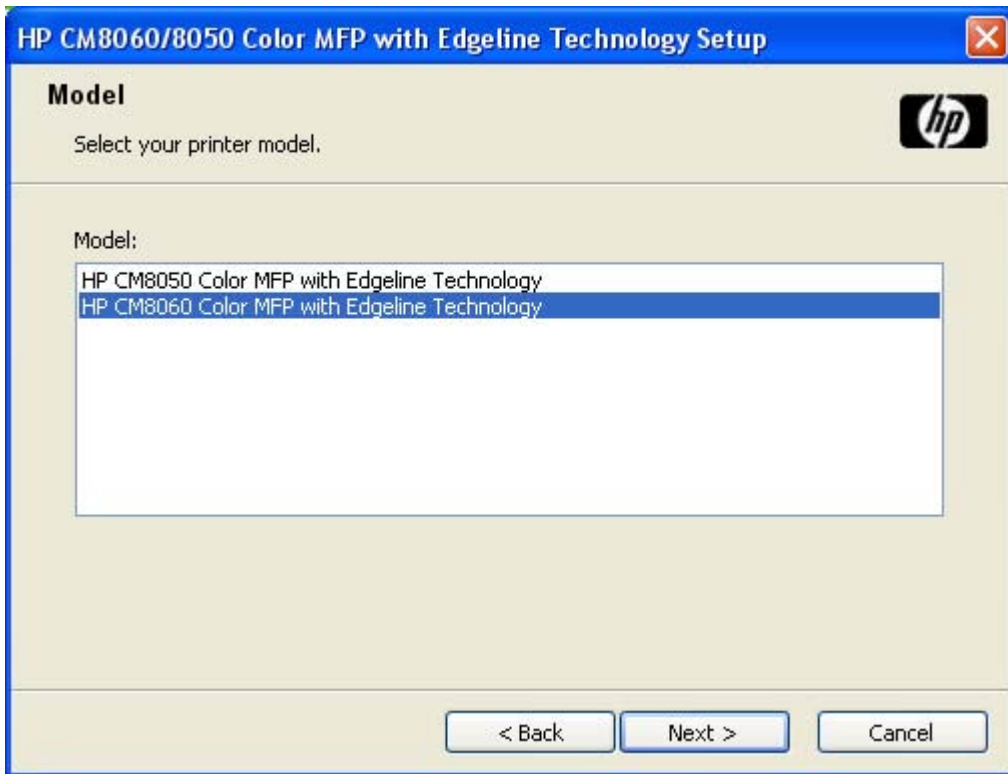 HP CM8060/8050 Color MFP with Edgeline Technology Setup
Model
hp
Select your printer model.
Model:
HP CM8050 Color MFP with Edgeline Technology
HP CM8060 Color MFP with Edgeline Technology
< Back Next > Cancel